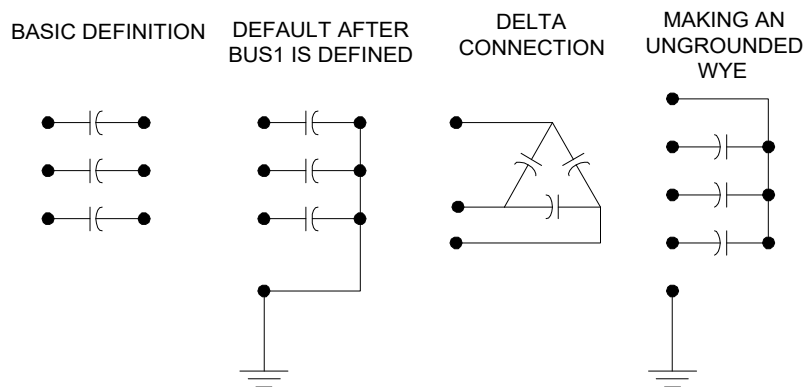 BASIC DEFINITION
DEFAULT AFTER
BUS1 IS DEFINED
DELTA
CONNECTION
MAKING AN
UNGROUNDED
WYE